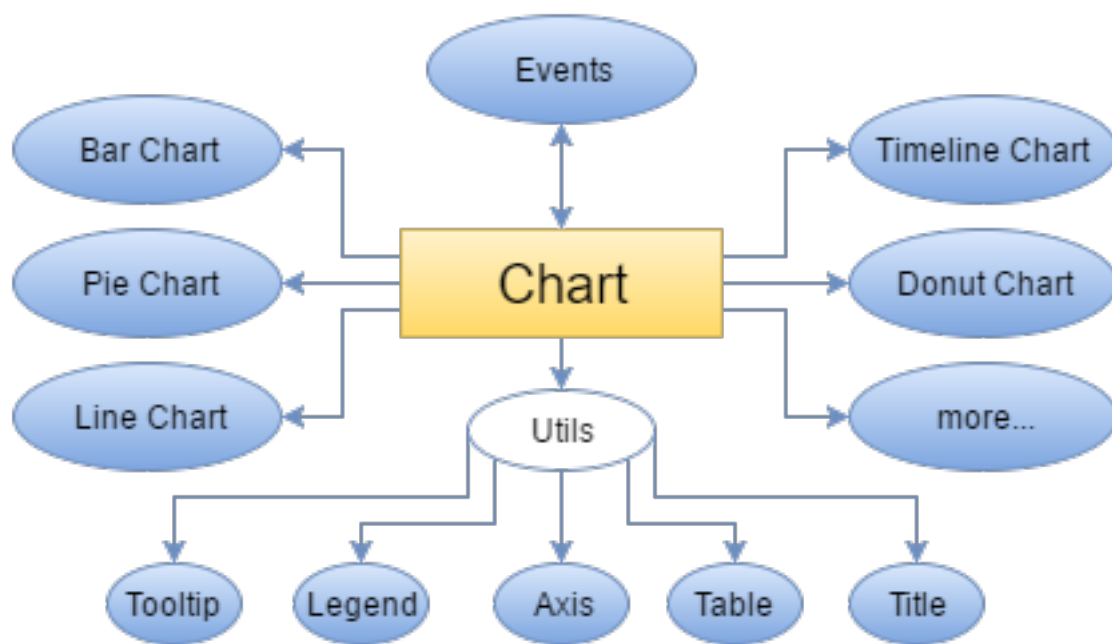 Events
Bar Chart
Timeline Chart
Chart
Pie Chart
Donut Chart
Line Chart
Utils
more...
Tooltip
Legend
Axis
Table
Title